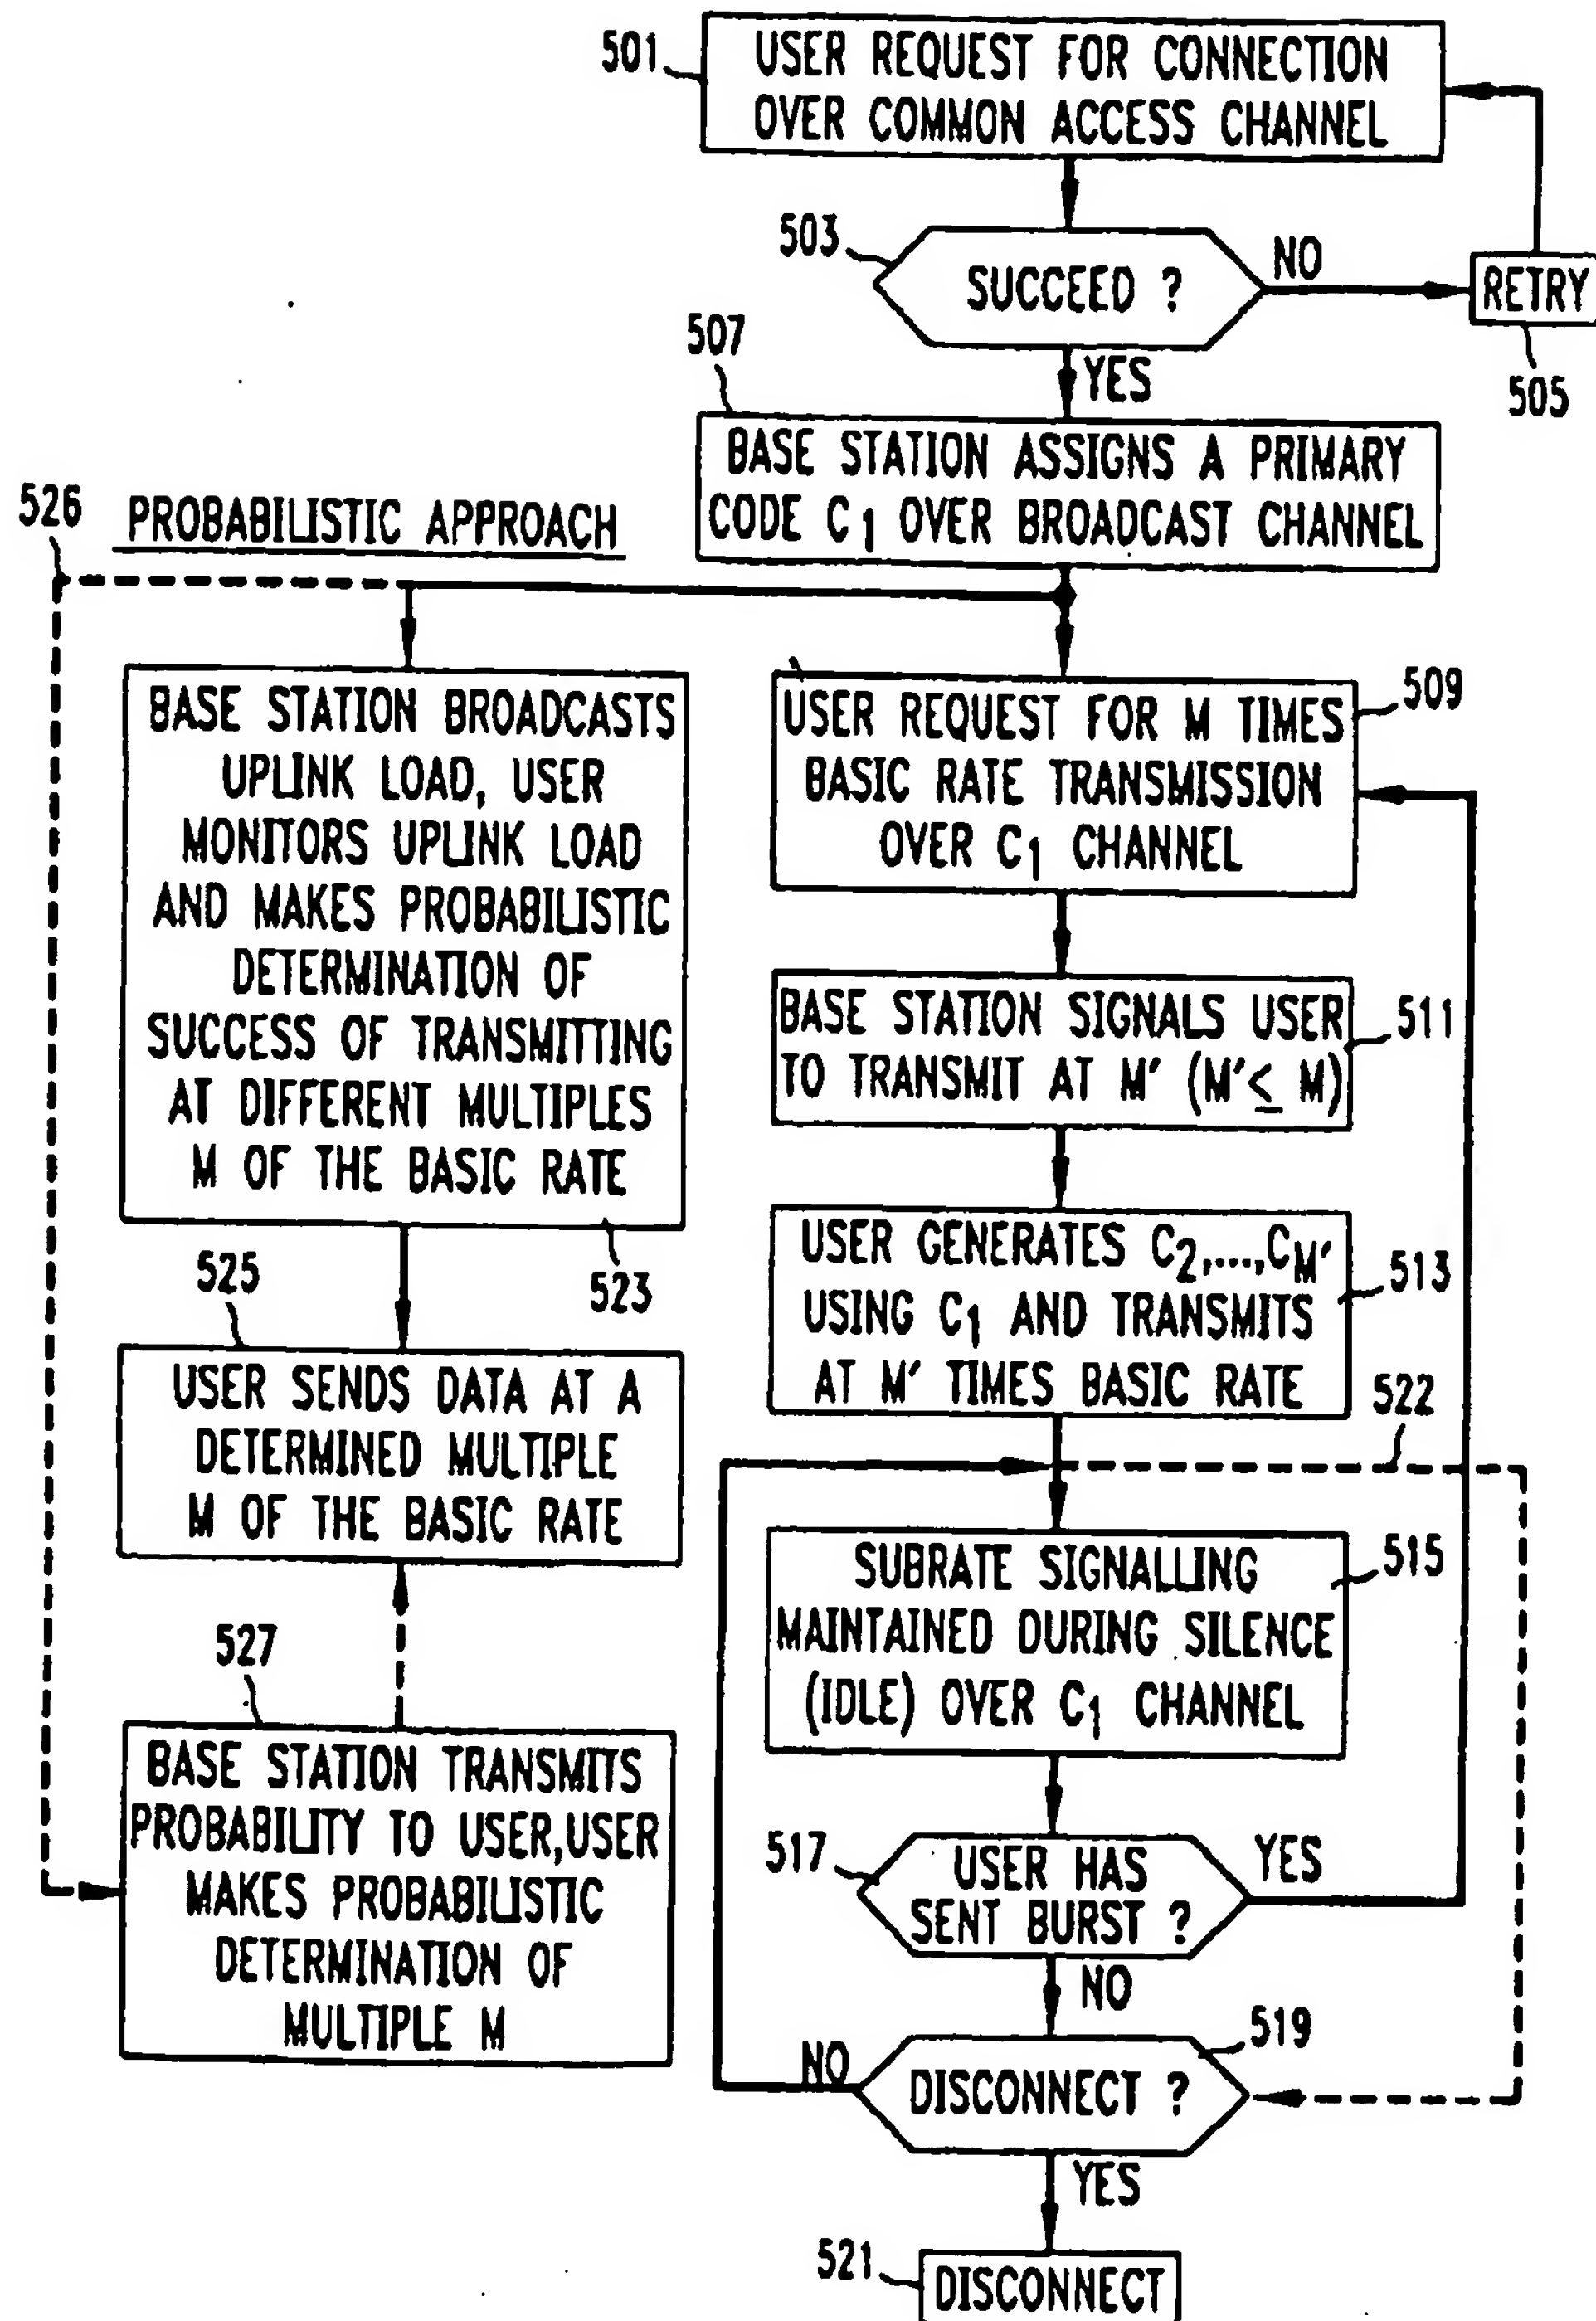 501
USER REQUEST FOR CONNECTION
OVER COMMON ACCESS CHANNEL
503
SUCCEED ?
NO
RETRY
505
YES
507
BASE STATION ASSIGNS A PRIMARY
CODE C1 OVER BROADCAST CHANNEL
526
PROBABILISTIC APPROACH
BASE STATION BROADCASTS
UPLINK LOAD, USER
MONITORS UPLINK LOAD
AND MAKES PROBABILISTIC
DETERMINATION OF
SUCCESS OF TRANSMITTING
AT DIFFERENT MULTIPLES
M OF THE BASIC RATE
523
525
USER SENDS DATA AT A
DETERMINED MULTIPLE
M OF THE BASIC RATE
527
BASE STATION TRANSMITS
PROBABILITY TO USER,USER
MAKES PROBABILISTIC
DETERMINATION OF
MULTIPLE M
USER REQUEST FOR M TIMES
BASIC RATE TRANSMISSION
OVER C1 CHANNEL
509
BASE STATION SIGNALS USER
TO TRANSMIT AT M' (M'≤ M)
511
USER GENERATES C2,...,CM'
USING C1 AND TRANSMITS
AT M' TIMES BASIC RATE
513
522
SUBRATE SIGNALLING
MAINTAINED DURING SILENCE
(IDLE) OVER C1 CHANNEL
515
517
USER HAS
SENT BURST ?
YES
NO
519
DISCONNECT ?
NO
YES
521
DISCONNECT